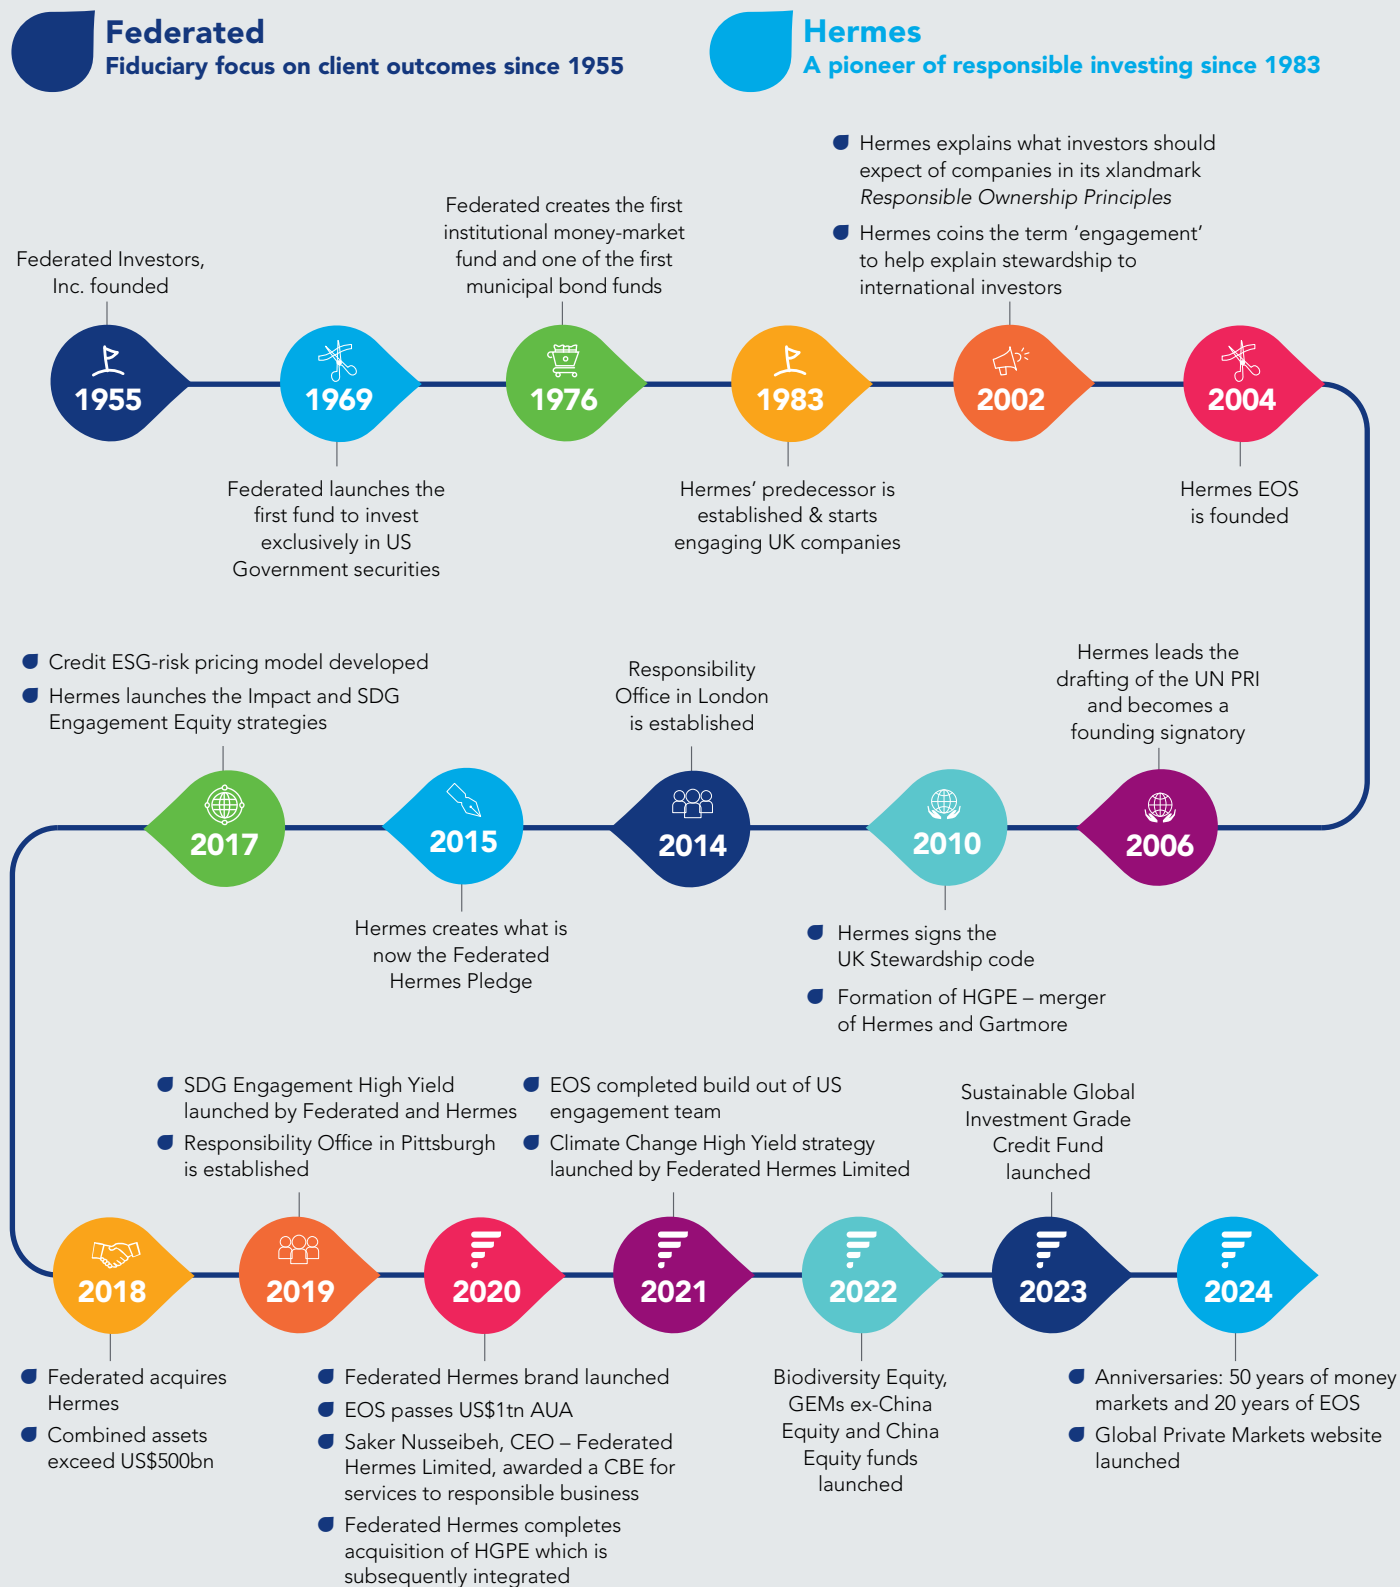 Federated
Fiduciary focus on client outcomes since 1955
Hermes
A pioneer of responsible investing since 1983
Federated Investors,
Inc. founded
1955
1969
Federated launches the
first fund to invest
exclusively in US
Government securities
Federated creates the first
institutional money-market
fund and one of the first
municipal bond funds
1976
1983
Hermes’ predecessor is
established & starts
engaging UK companies
Hermes explains what investors should
expect of companies in its xlandmark
Responsible Ownership Principles
Hermes coins the term ‘engagement’
to help explain stewardship to
international investors
2002
2004
Hermes EOS
is founded
Hermes leads the
drafting of the UN PRI
and becomes a
founding signatory
2006
2010
Hermes signs the
UK Stewardship code
Formation of HGPE – merger
of Hermes and Gartmore
Responsibility
Office in London
is established
2014
2015
Hermes creates what is
now the Federated
Hermes Pledge
Credit ESG-risk pricing model developed
Hermes launches the Impact and SDG
Engagement Equity strategies
2017
2018
Federated acquires
Hermes
Combined assets
exceed US$500bn
SDG Engagement High Yield
launched by Federated and Hermes
Responsibility Office in Pittsburgh
is established
2019
2020
Federated Hermes brand launched
EOS passes US$1tn AUA
Saker Nusseibeh, CEO – Federated
Hermes Limited, awarded a CBE for
services to responsible business
Federated Hermes completes
acquisition of HGPE which is
subsequently integrated
EOS completed build out of US
engagement team
Climate Change High Yield strategy
launched by Federated Hermes Limited
2021
2022
Biodiversity Equity,
GEMs ex-China
Equity and China
Equity funds
launched
Sustainable Global
Investment Grade
Credit Fund
launched
2023
2024
Anniversaries: 50 years of money
markets and 20 years of EOS
Global Private Markets website
launched